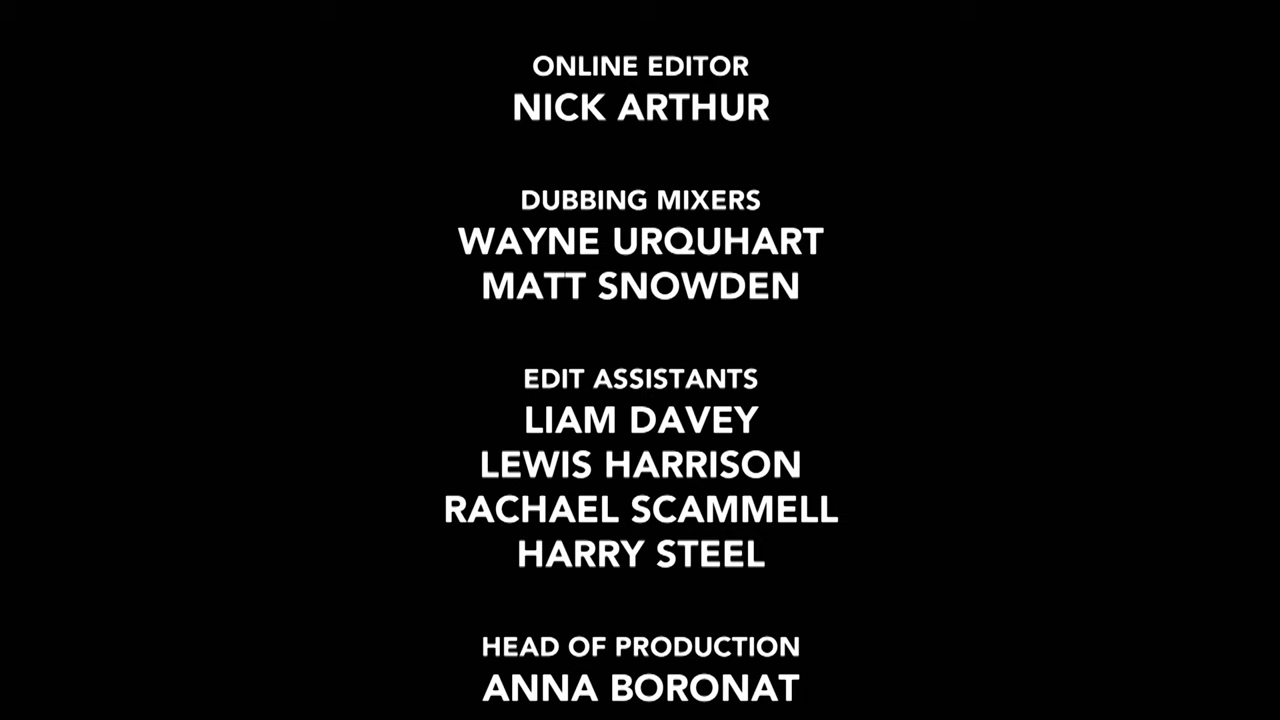 ONLINE EDITOR
NICK ARTHUR
DUBBING MIXERS
WAYNE URQUHART
MATT SNOWDEN
EDIT ASSISTANTS
LIAM DAVEY
LEWIS HARRISON
RACHAEL SCAMMELL
HARRY STEEL
HEAD OF PRODUCTION
ANNA BORONAT